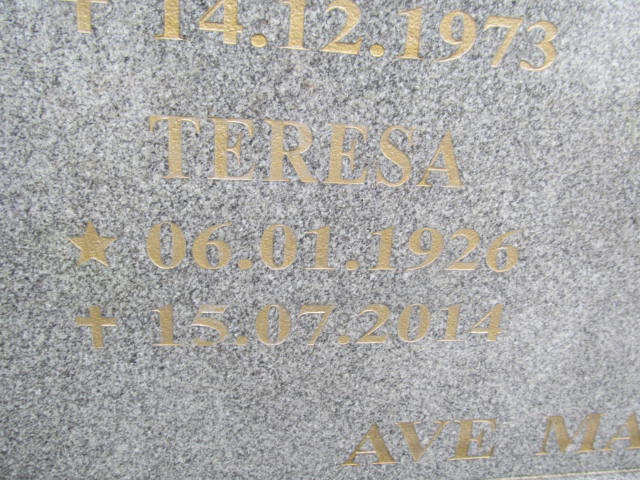 ✝ 14.12.1973
TERESA
★ 06.01.1926
✝ 15.07.2014
AVE MA